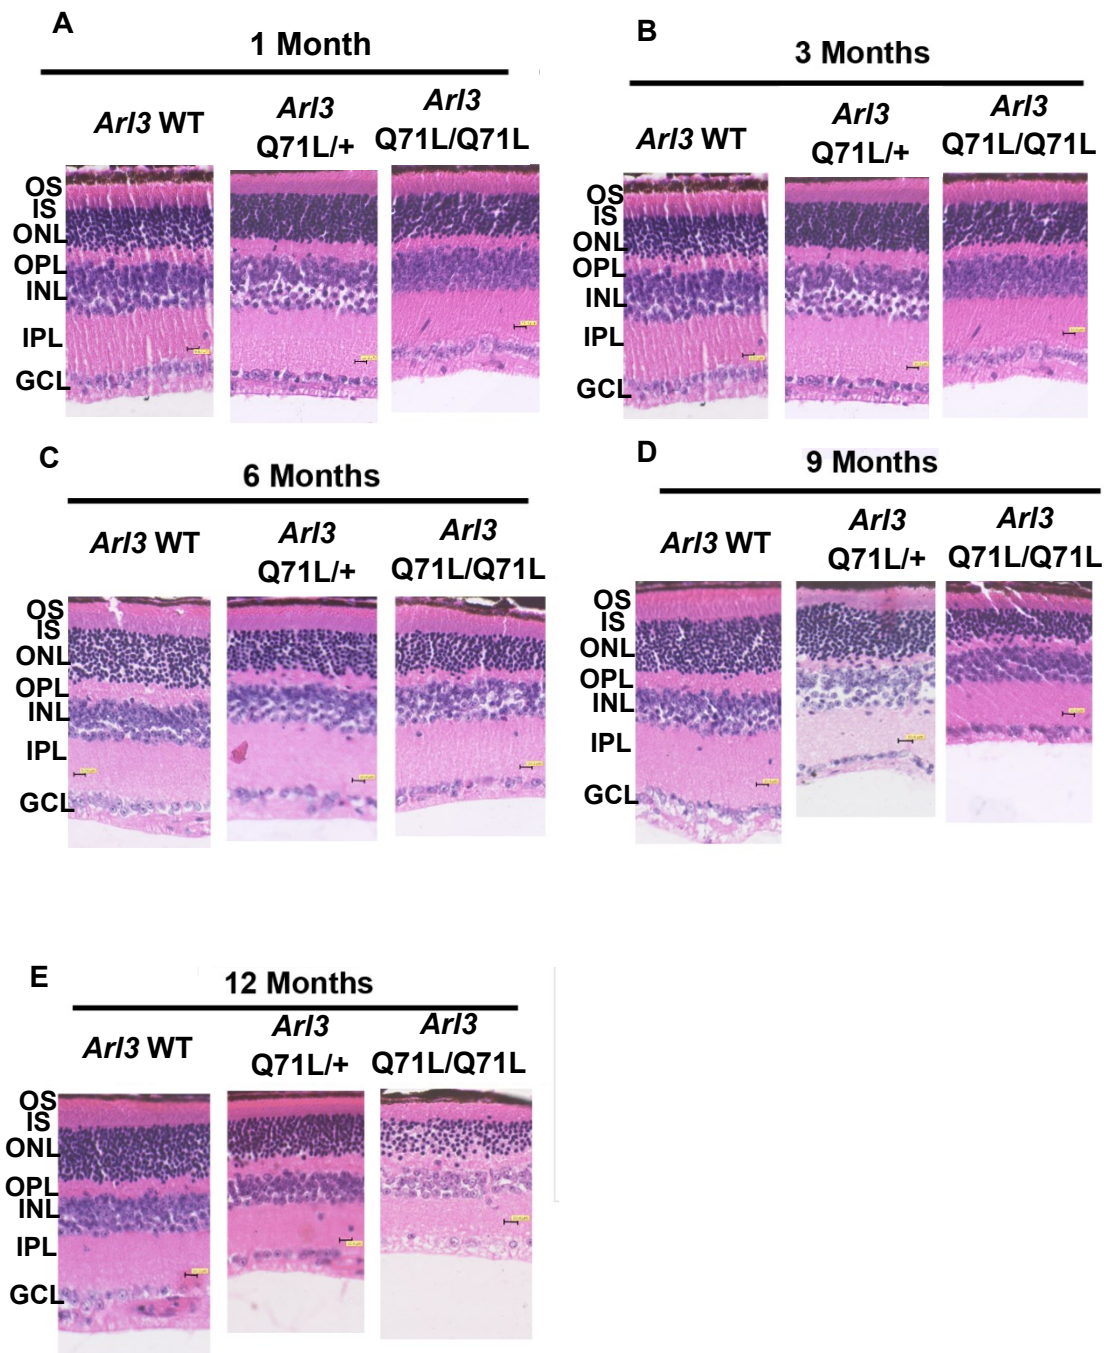 A
1 Month
Arl3 WT
Arl3
Q71L/+
Arl3
Q71L/Q71L
OS
IS
ONL
OPL
INL
IPL
GCL
B
3 Months
Arl3 WT
Arl3
Q71L/+
Arl3
Q71L/Q71L
OS
IS
ONL
OPL
INL
IPL
GCL
C
6 Months
Arl3 WT
Arl3
Q71L/+
Arl3
Q71L/Q71L
OS
IS
ONL
OPL
INL
IPL
GCL
D
9 Months
Arl3 WT
Arl3
Q71L/+
Arl3
Q71L/Q71L
OS
IS
ONL
OPL
INL
IPL
GCL
E
12 Months
Arl3 WT
Arl3
Q71L/+
Arl3
Q71L/Q71L
OS
IS
ONL
OPL
INL
IPL
GCL